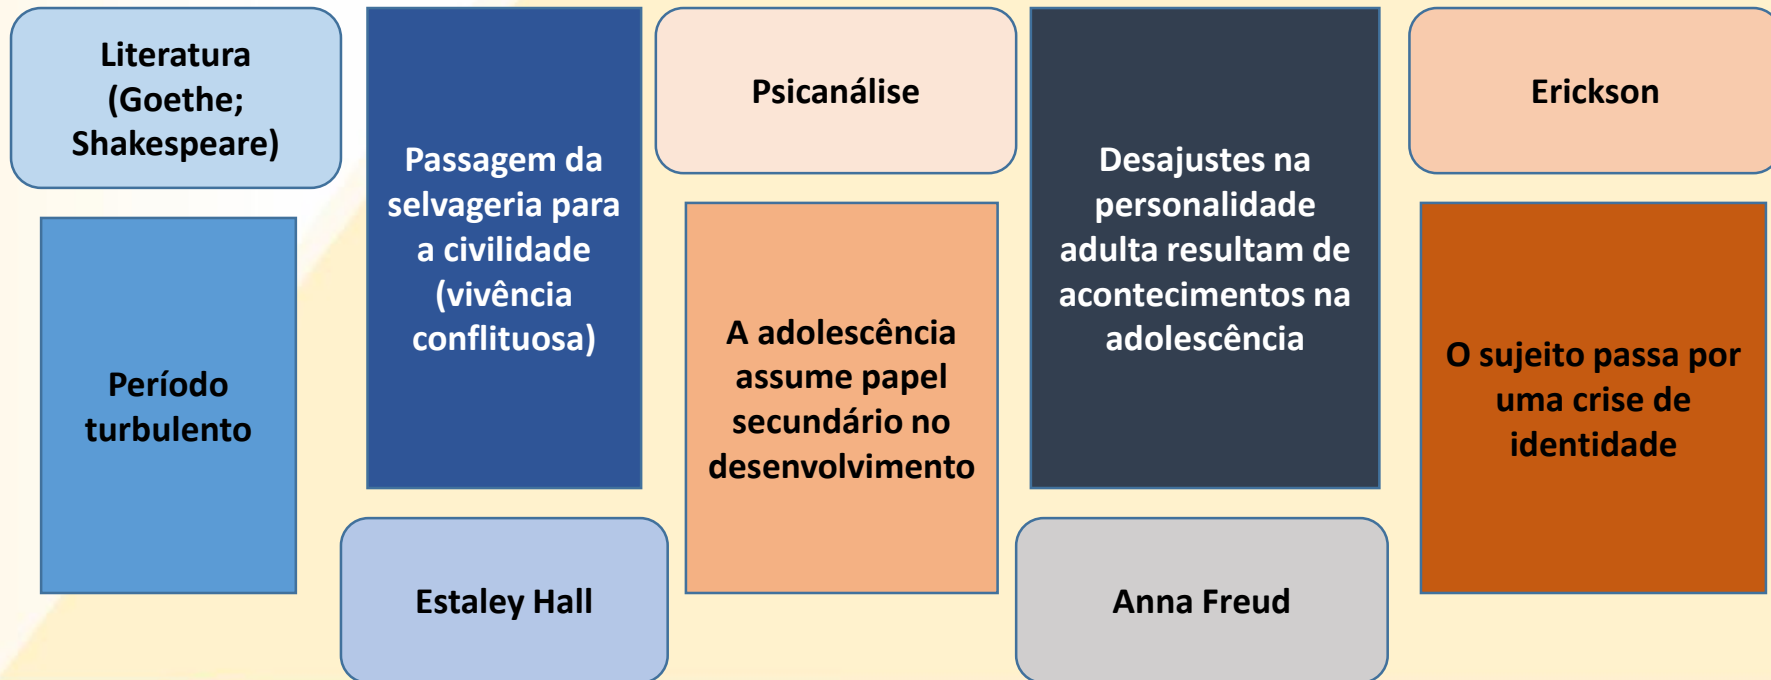 Literatura
(Goethe;
Shakespeare)
Período
turbulento
Passagem da
selvageria para
a civilidade
(vivência
conflituosa)
Estaley Hall
Psicanálise
A adolescência
assume papel
secundário no
desenvolvimento
Desajustes na
personalidade
adulta resultam de
acontecimentos na
adolescência
Anna Freud
Erickson
O sujeito passa por
uma crise de
identidade